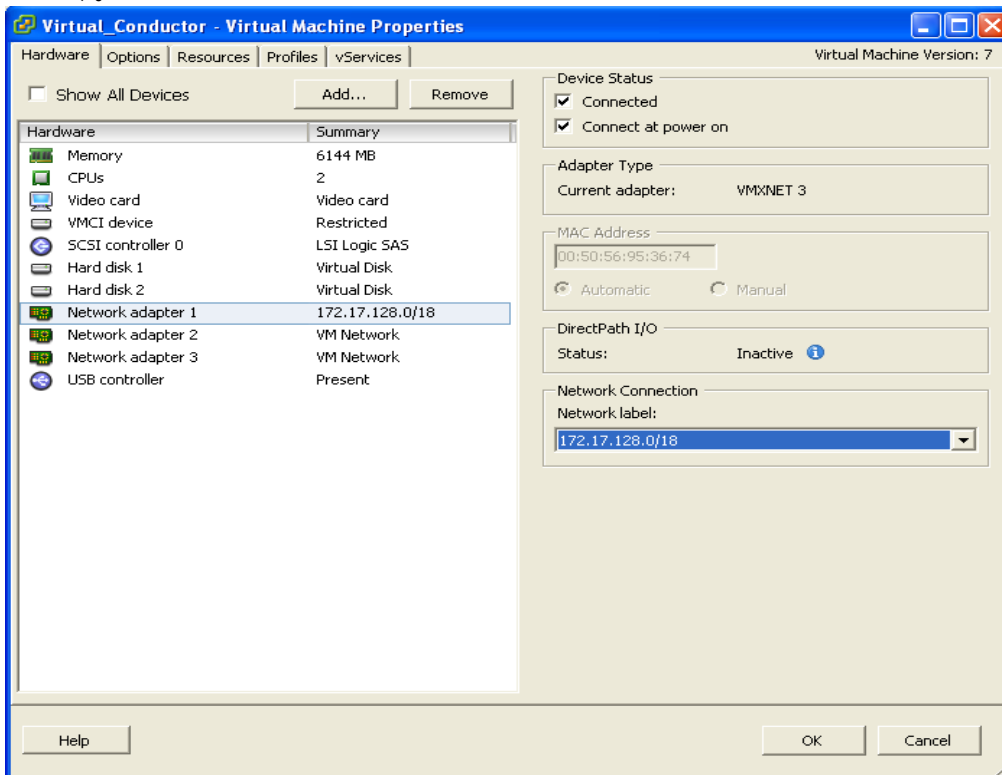 Virtual_Conductor - Virtual Machine Properties
Hardware Options Resources Profiles vServices Virtual Machine Version: 7
Show All Devices Add... Remove
Hardware Summary
Memory 6144 MB
CPUs 2
Video card Video card
VMCI device Restricted
SCSI controller 0 LSI Logic SAS
Hard disk 1 Virtual Disk
Hard disk 2 Virtual Disk
Network adapter 1 172.17.128.0/18
Network adapter 2 VM Network
Network adapter 3 VM Network
USB controller Present
Device Status
Connected
Connect at power on
Adapter Type
Current adapter: VMXNET 3
MAC Address
00:50:56:95:36:74
Automatic Manual
DirectPath I/O
Status: Inactive
Network Connection
Network label:
172.17.128.0/18
Help OK Cancel